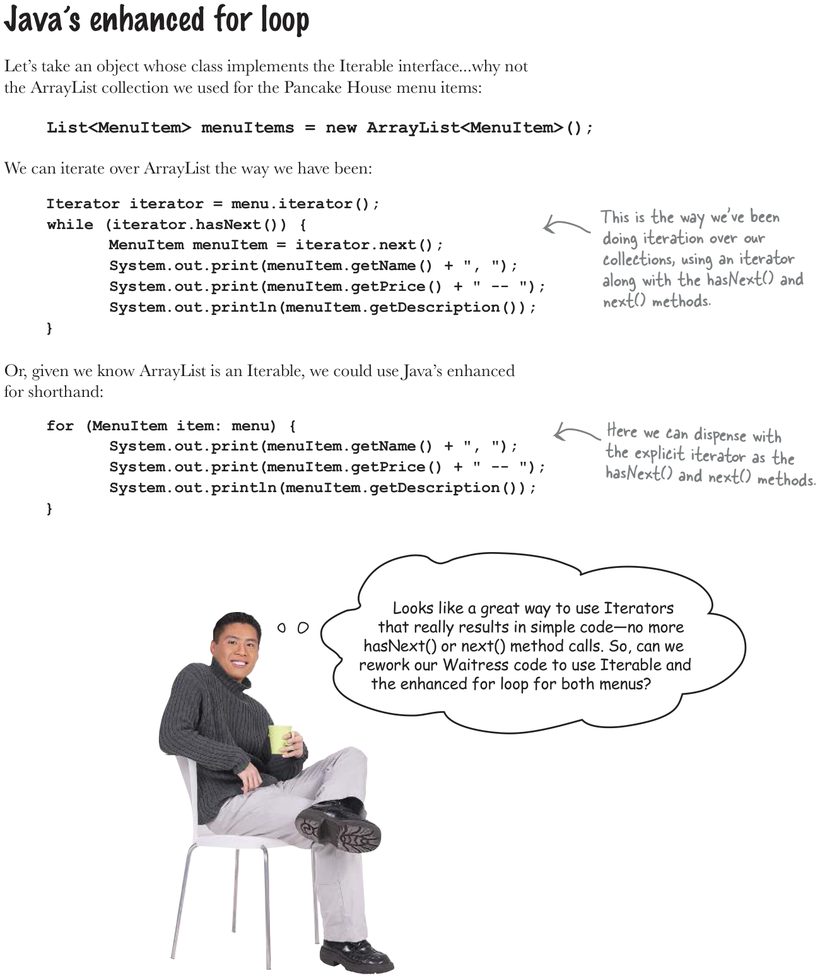 Java's enhanced for loop
Let's take an object whose class implements the Iterable interface...why not
the ArrayList collection we used for the Pancake House menu items:
List<MenuItem> menuItems = new ArrayList<MenuItem>();
We can iterate over ArrayList the way we have been:
Iterator iterator = menu.iterator();
while (iterator.hasNext()) {
MenuItem menuItem = iterator.next();
System.out.print(menuItem.getName() + ", ");
System.out.print(menuItem.getPrice() + " -- ");
System.out.println(menuItem.getDescription());
}
This is the way we've been
doing iteration over our
collections, using an iterator
along with the hasNext() and
next() methods.
Or, given we know ArrayList is an Iterable, we could use Java's enhanced
for shorthand:
for (MenuItem item: menu) {
System.out.print(menuItem.getName() + ", ");
System.out.print(menuItem.getPrice() + " -- ");
System.out.println(menuItem.getDescription());
}
Here we can dispense with
the explicit iterator as the
hasNext() and next() methods.
Looks like a great way to use Iterators
that really results in simple code—no more
hasNext() or next() method calls. So, can we
rework our Waitress code to use Iterable and
the enhanced for loop for both menus?